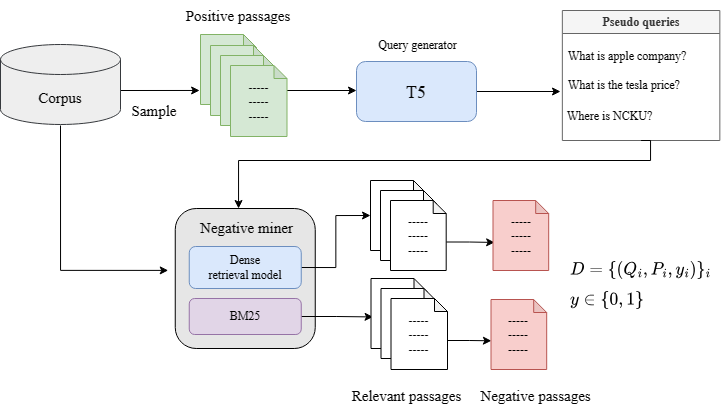 Positive passages
Pseudo queries
Query generator
Corpus
Sample
-----
-----
-----
T5
What is apple company?
What is the tesla price?
Where is NCKU?
Negative miner
Dense
retrieval model
BM25
-----
-----
-----
-----
-----
-----
D = {(Q_i, P_i, y_i)}_i
y ∈ {0, 1}
-----
-----
-----
-----
-----
-----
Relevant passages
Negative passages